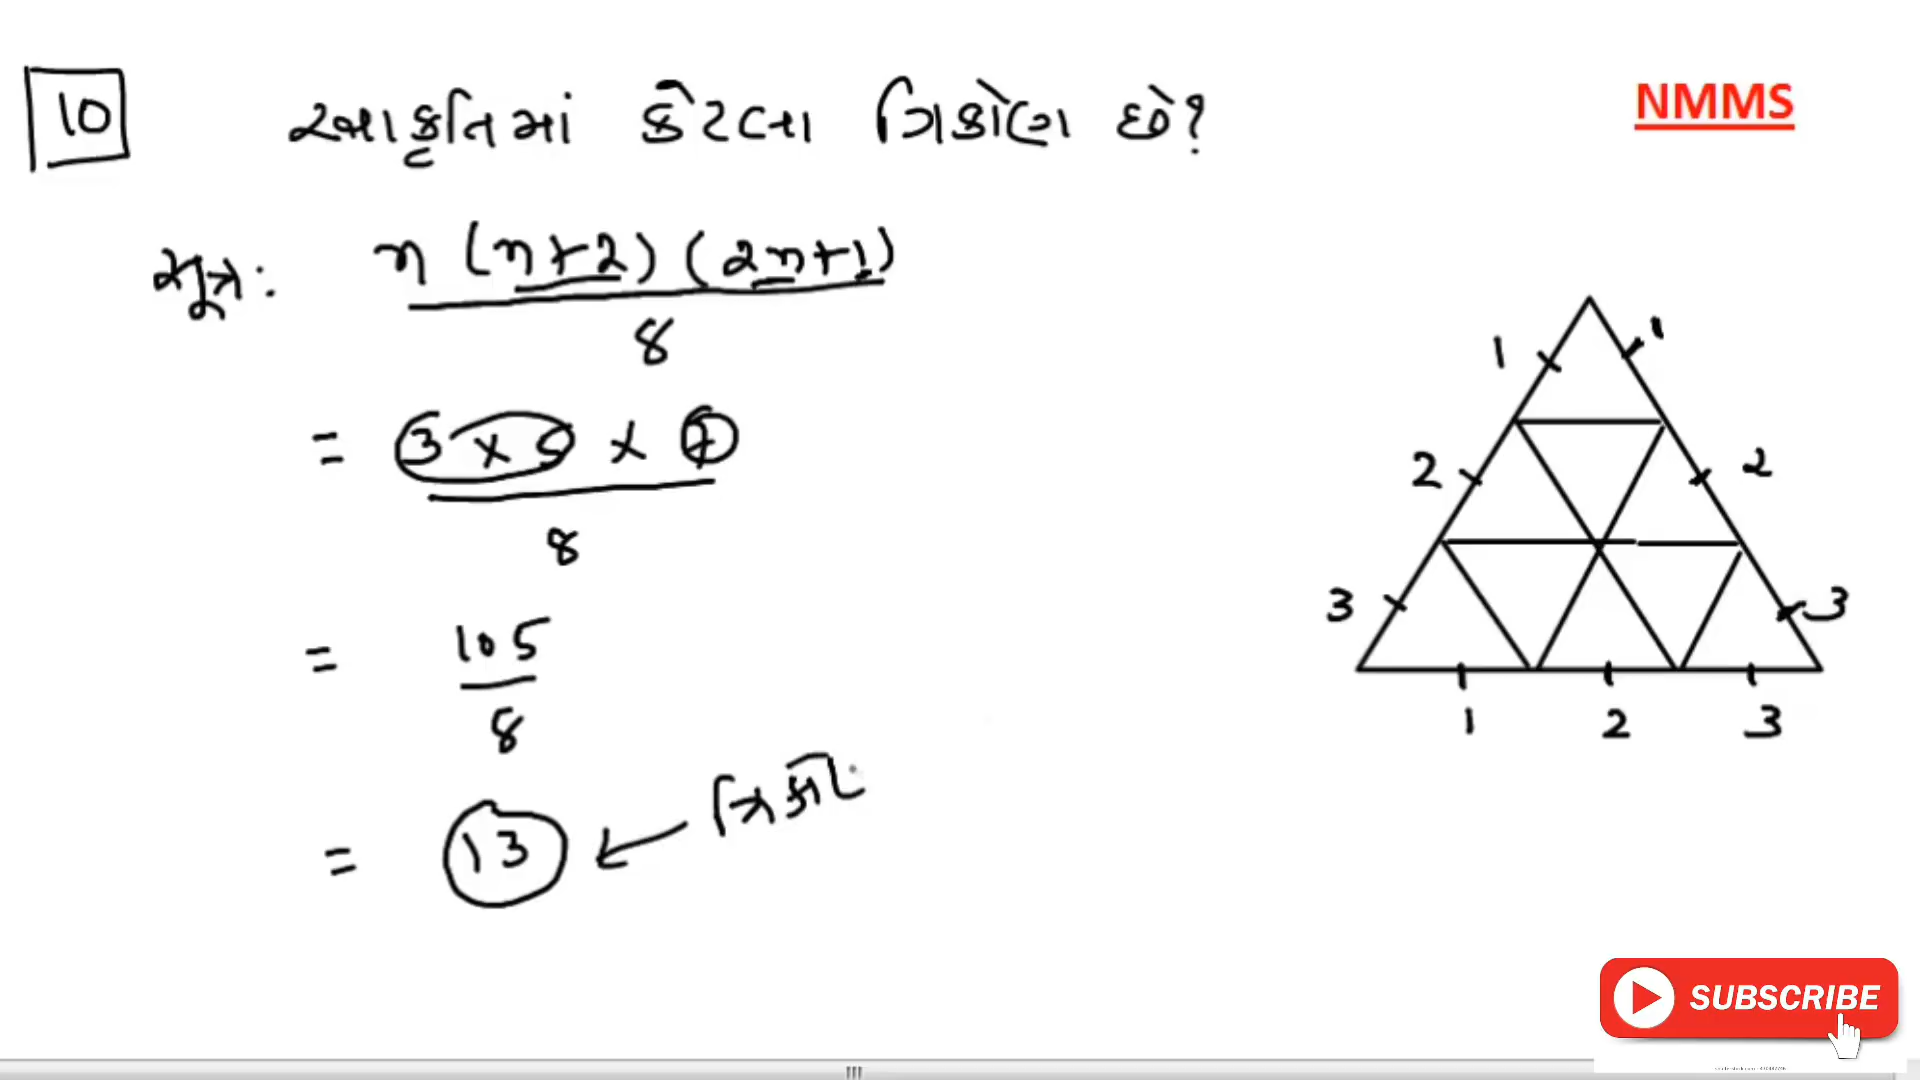 10 આકૃતિમાં કેટલા ત્રિકોણ છે?
NMMS
સૂત્ર: n (n+2) (2n+1)
8
= 3 × 5 × 7
8
= 105
8
= 13 ← ત્રિકો
1 1
2 2
3 3
1 2 3
SUBSCRIBE